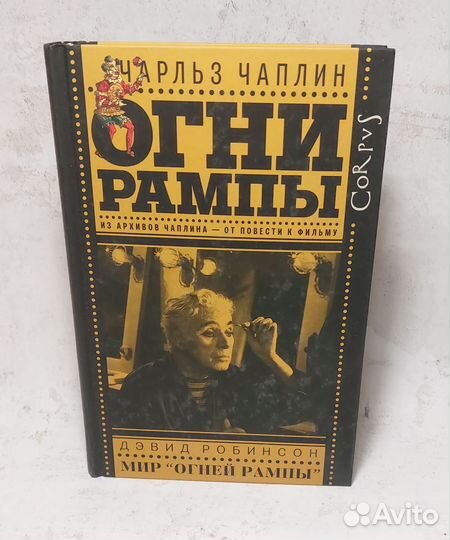 ЧАРЛЬЗ ЧАПЛИН
ОГНИ
РАМПЫ
ИЗ АРХИВОВ ЧАПЛИНА — ОТ ПОВЕСТИ К ФИЛЬМУ
CORPVS
ДЭВИД РОБИНСОН
МИР "ОГНЕЙ РАМПЫ"
Avito